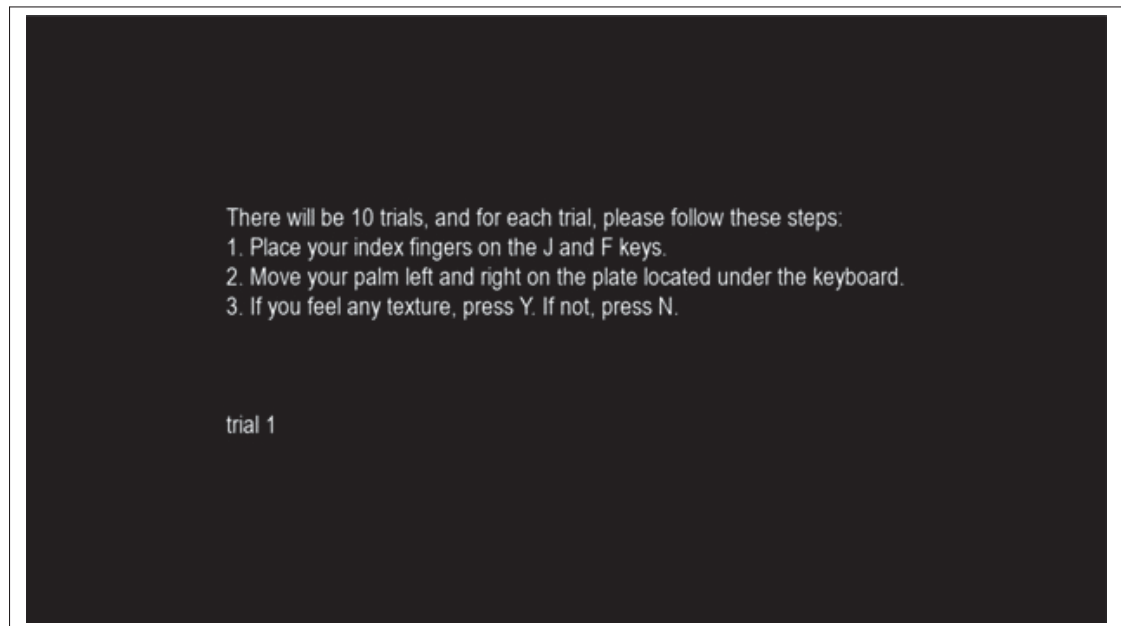 There will be 10 trials, and for each trial, please follow these steps:
1. Place your index fingers on the J and F keys.
2. Move your palm left and right on the plate located under the keyboard.
3. If you feel any texture, press Y. If not, press N.
trial 1